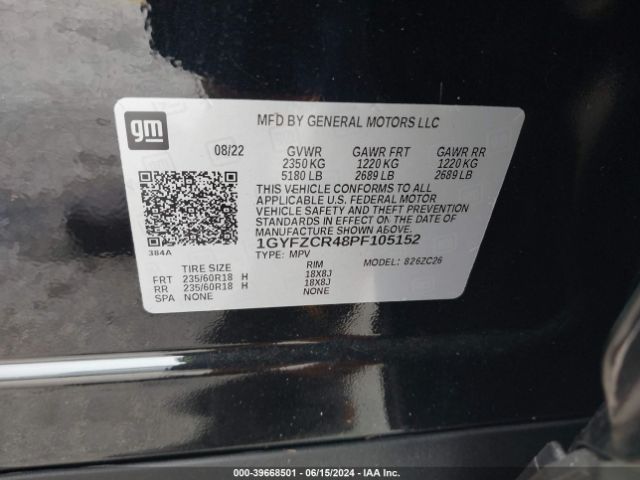 gm
MFD BY GENERAL MOTORS LLC
08/22 GVWR GAWR FRT GAWR RR
2350 KG 1220 KG 1220 KG
5180 LB 2689 LB 2689 LB
THIS VEHICLE CONFORMS TO ALL
APPLICABLE U.S. FEDERAL MOTOR
VEHICLE SAFETY AND THEFT PREVENTION
STANDARDS IN EFFECT ON THE DATE OF
MANUFACTURE SHOWN ABOVE.
1GYFZCR48PF105152
384A
TYPE: MPV MODEL: 826ZC26
TIRE SIZE RIM
FRT 235/60R18 H 18X8J
RR 235/60R18 H 18X8J
SPA NONE NONE
000-39668501 - 06/15/2024 - IAA Inc.